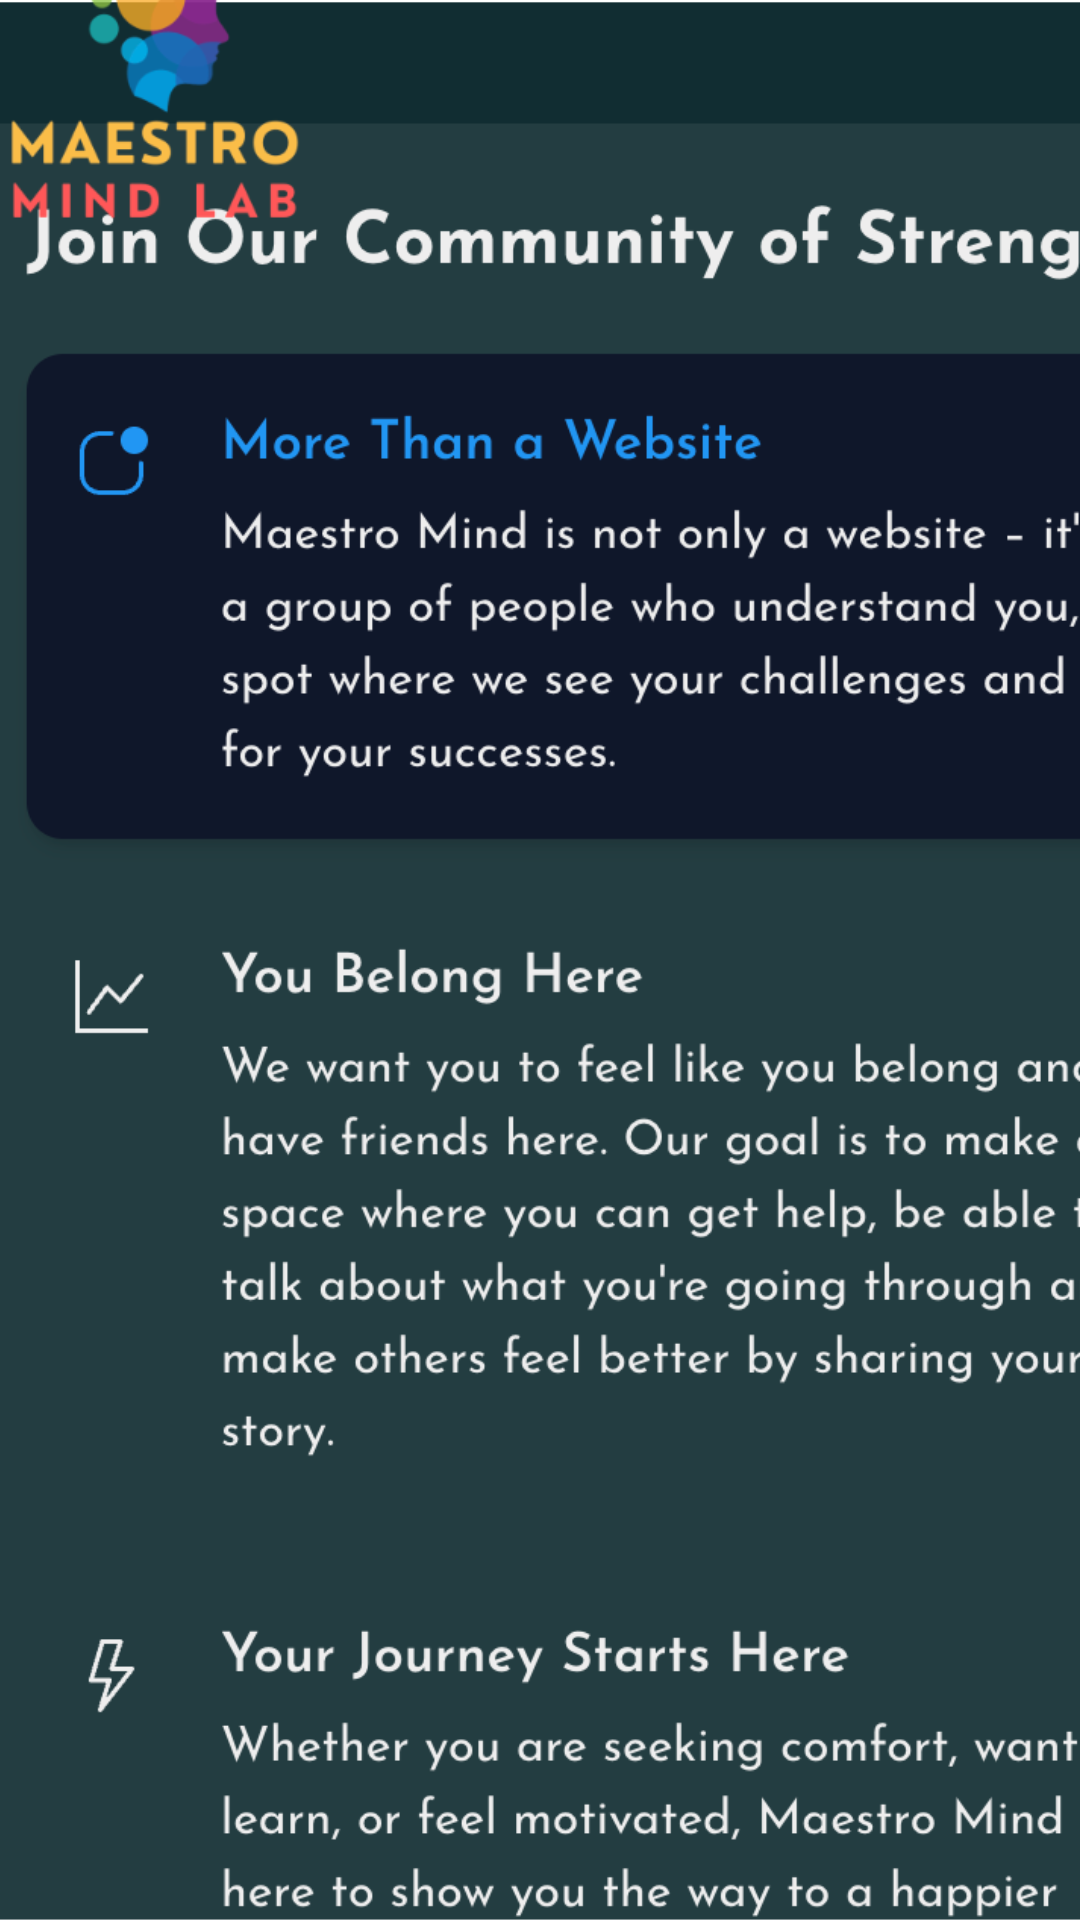 MAESTRO
MIND LAB
Join Our Community of
More Than a Website
Maestro Mind is not only a website – it'
a group of people who understand you,
spot where we see your challenges and
for your successes.
You Belong Here
We want you to feel like you belong
have friends here. Our goal is to make
space where you can get help, be able
talk about what you're going through
make others feel better by sharing your
story.
Your Journey Starts Here
Whether you are seeking comfort, want
learn, or feel motivated, Maestro Mind
here to show you the way to a happier